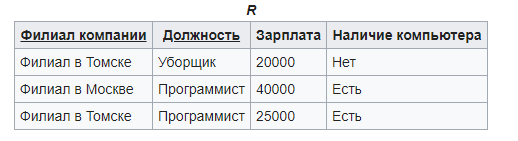 R
Филиал компании Должность Зарплата Наличие компьютера
Филиал в Томске Уборщик 20000 Нет
Филиал в Москве Программист 40000 Есть
Филиал в Томске Программист 25000 Есть